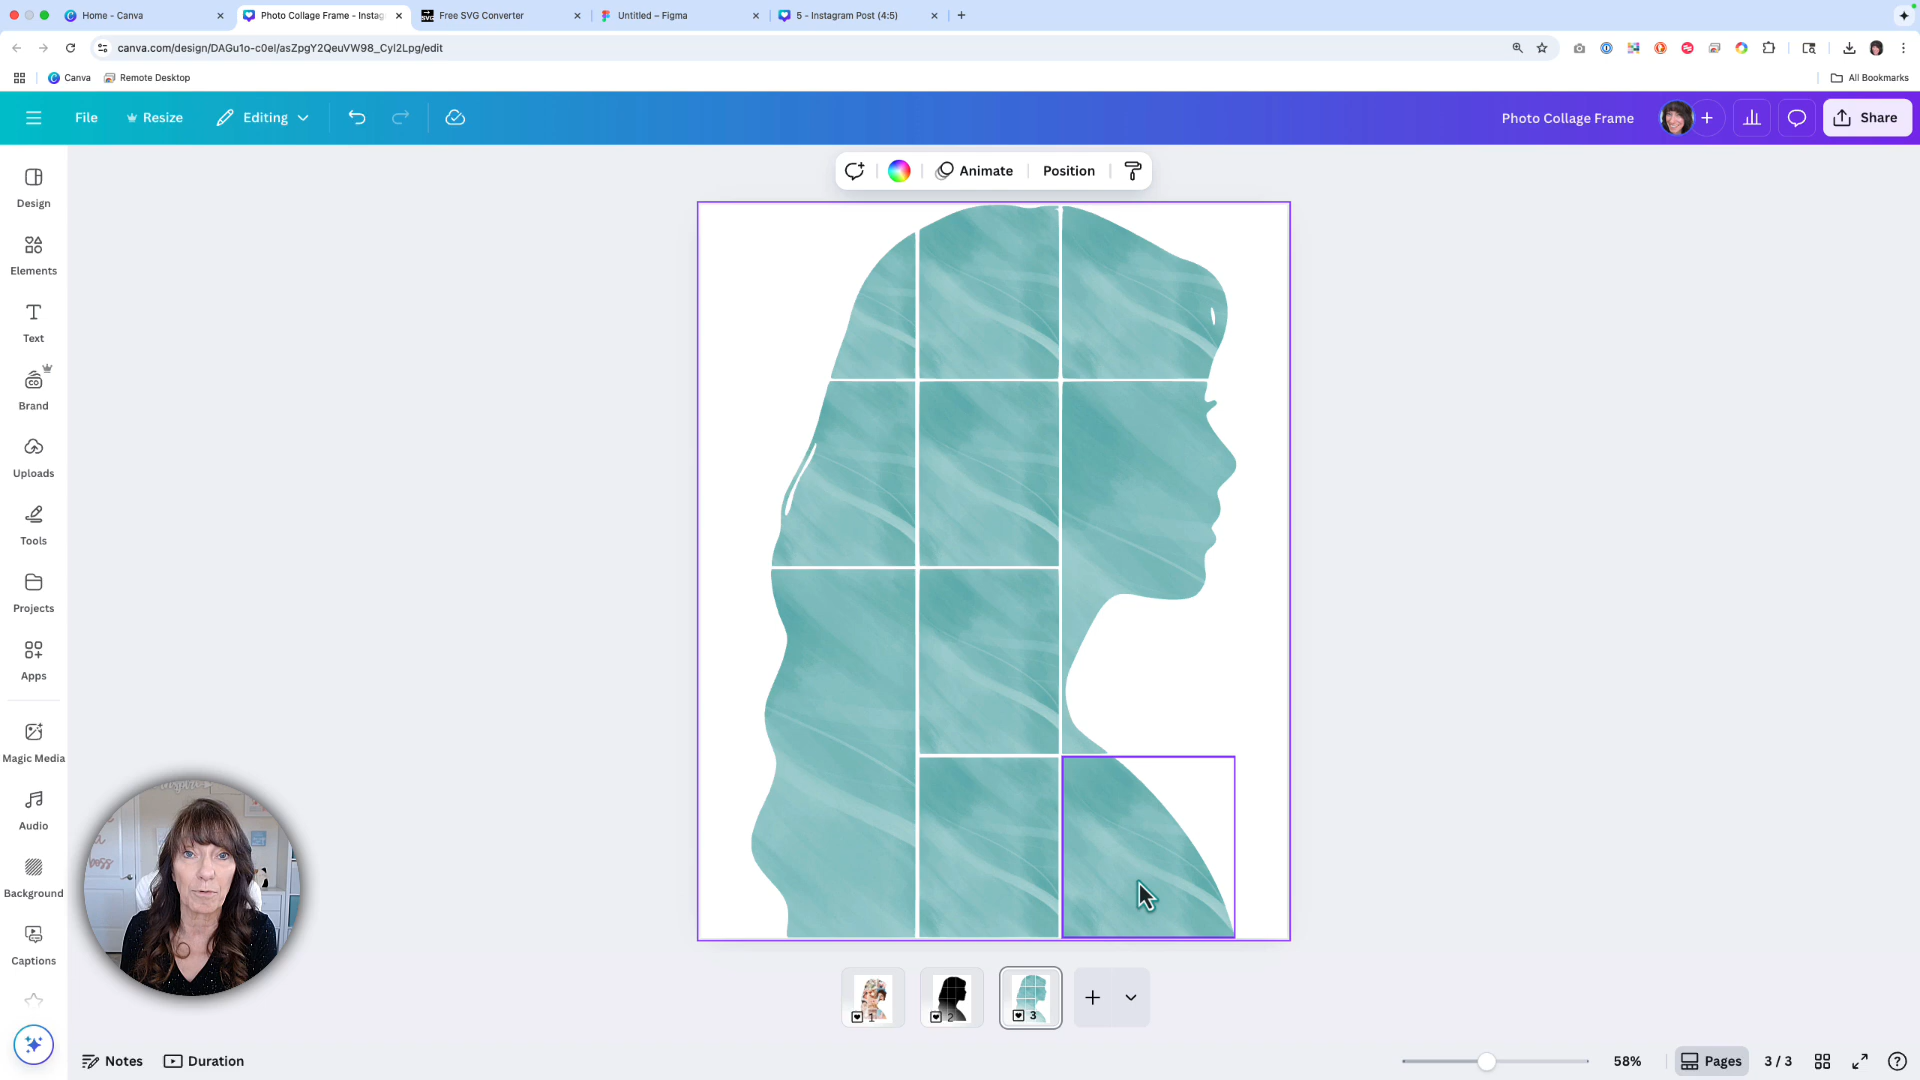 Home - Canva
Photo Collage Frame - Instag
Free SVG Converter
Untitled – Figma
5 - Instagram Post (4:5)
canva.com/design/DAGu1o-c0eI/asZpgY2QeuVW98_CyI2Lpg/edit
Canva
Remote Desktop
All Bookmarks
File
Resize
Editing
Photo Collage Frame
Share
Animate
Position
Design
Elements
Text
Brand
Uploads
Tools
Projects
Apps
Magic Media
Audio
Background
Captions
1
2
3
Notes
Duration
58%
Pages
3 / 3